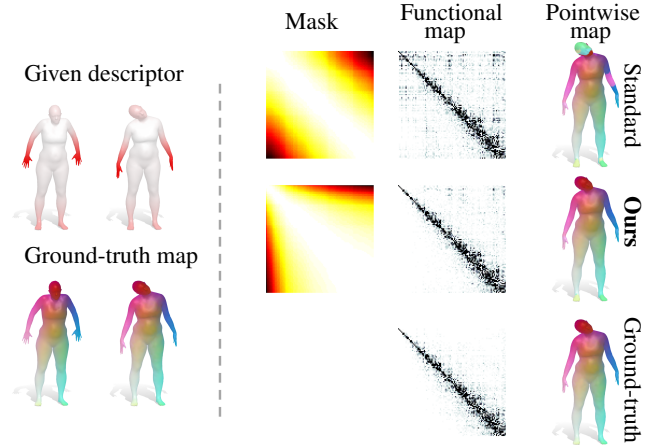 Given descriptor
Ground-truth map
Mask
Functional
map
Pointwise
map
Standard
Ours
Ground-truth